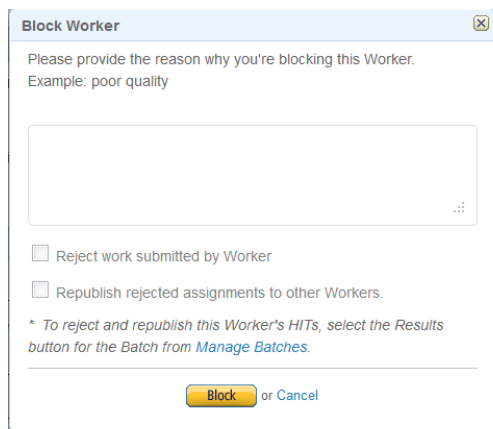 Block Worker
Please provide the reason why you're blocking this Worker.
Example: poor quality
Reject work submitted by Worker
Republish rejected assignments to other Workers.
* To reject and republish this Worker's HITs, select the Results
button for the Batch from Manage Batches.
Block or Cancel